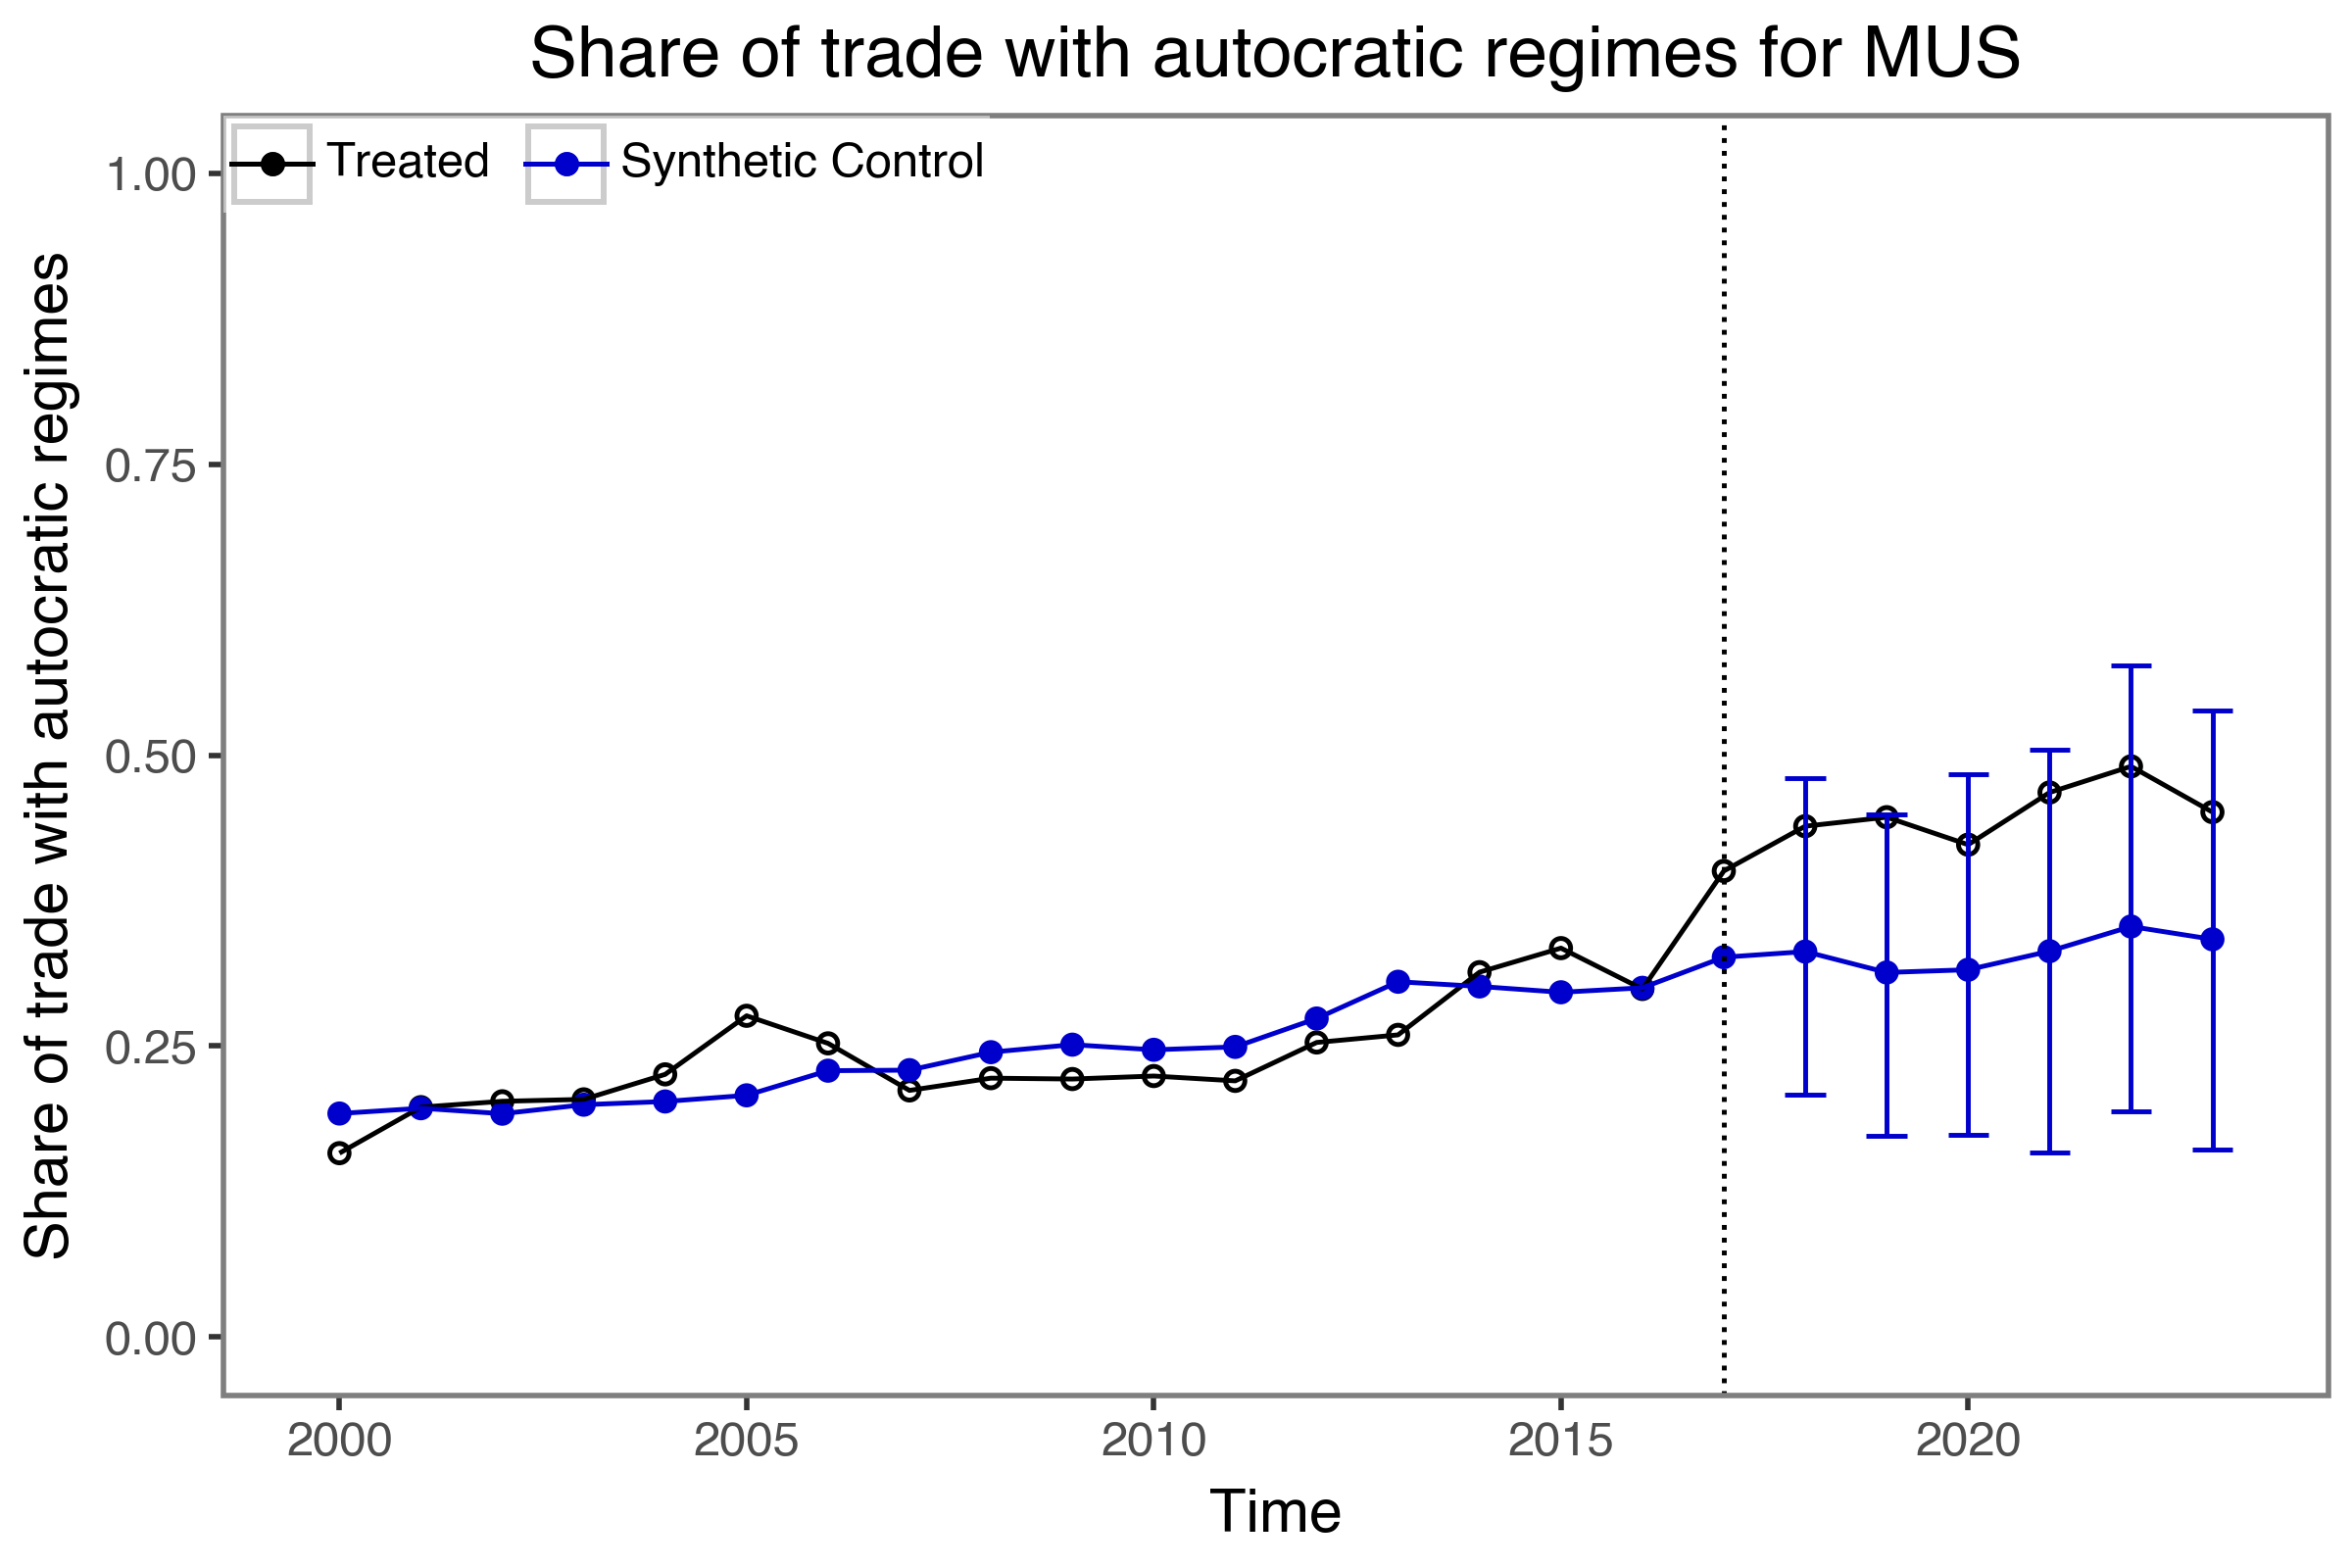 Share of trade with autocratic regimes for MUS
Treated
Synthetic Control
Share of trade with autocratic regimes
1.00
0.75
0.50
0.25
0.00
2000
2005
2010
2015
2020
Time